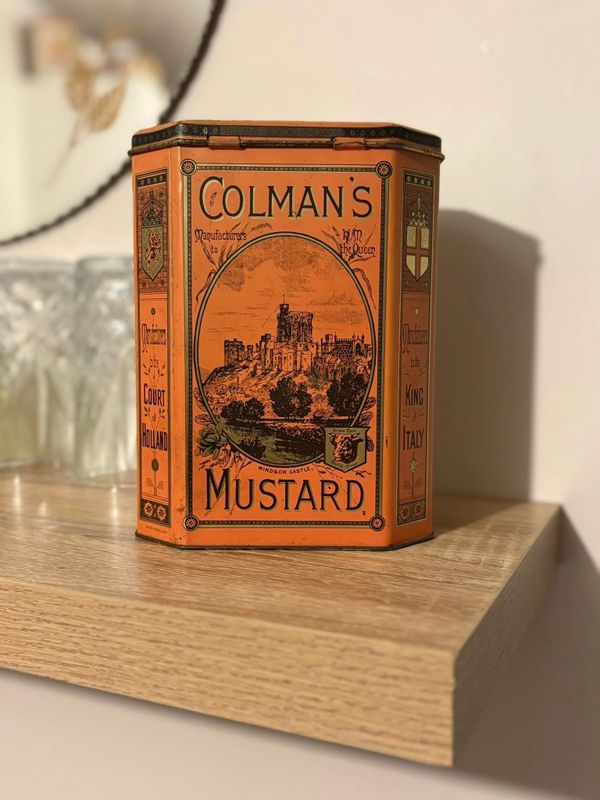 COLMAN'S
Manufacturers
to
H.M
the Queen
WINDSOR CASTLE.
MUSTARD
Manufacturers
to the
COURT
of
HOLLAND
Manufacturers
to the
KING
of
ITALY